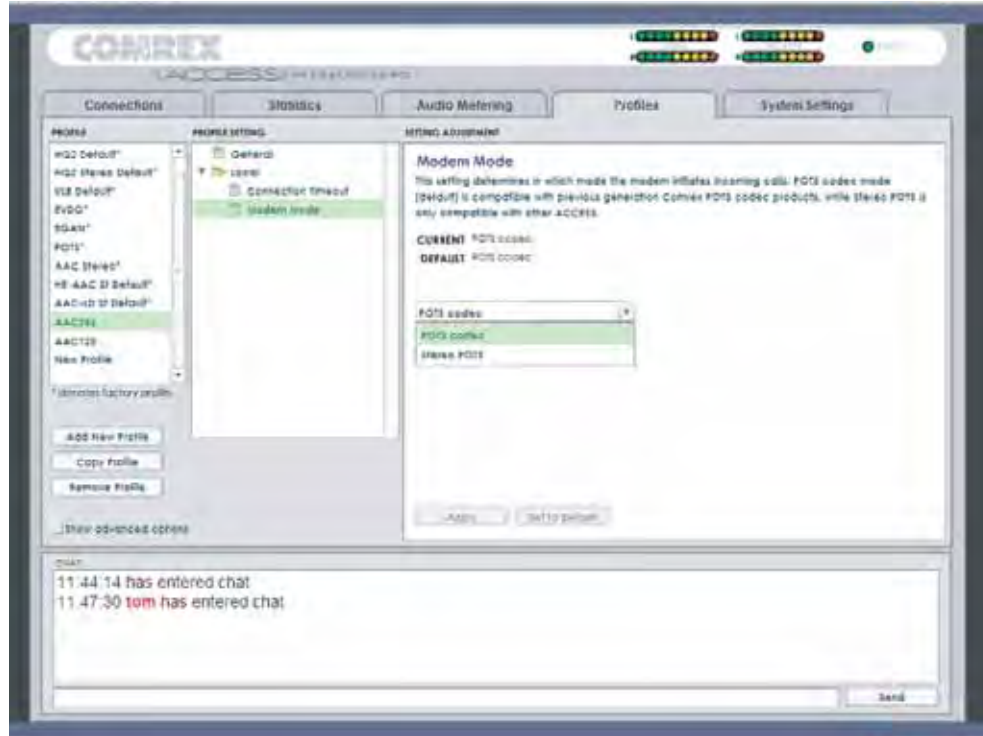 COMREX
ACCESS
Connections
Statistics
Audio Metering
Profiles
System Settings
PROFILE
PROFILE SETTING
SETTING ADJUSTMENT
HQ2 Default*
HQ2 Stereo Default*
ULB Default*
EVDO*
BGAN*
POTS*
AAC Stereo*
HE-AAC Default*
AAC-LD Default*
AAC128
New Profile
* denotes factory profile
Add New Profile
Copy Profile
Remove Profile
Show advanced options
General
Local
Connection Timeout
Modem Mode
Modem Mode
This setting determines in which mode the modem initiates incoming calls. POTS codec mode
(default) is compatible with previous generation Comrex POTS codec products, while Stereo POTS is
only compatible with other ACCESS.
CURRENT POTS codec
DEFAULT POTS codec
POTS codec
POTS codec
Stereo POTS
Apply
Set to Default
CHAT
11:44:14 has entered chat
11:47:30 tom has entered chat
Send